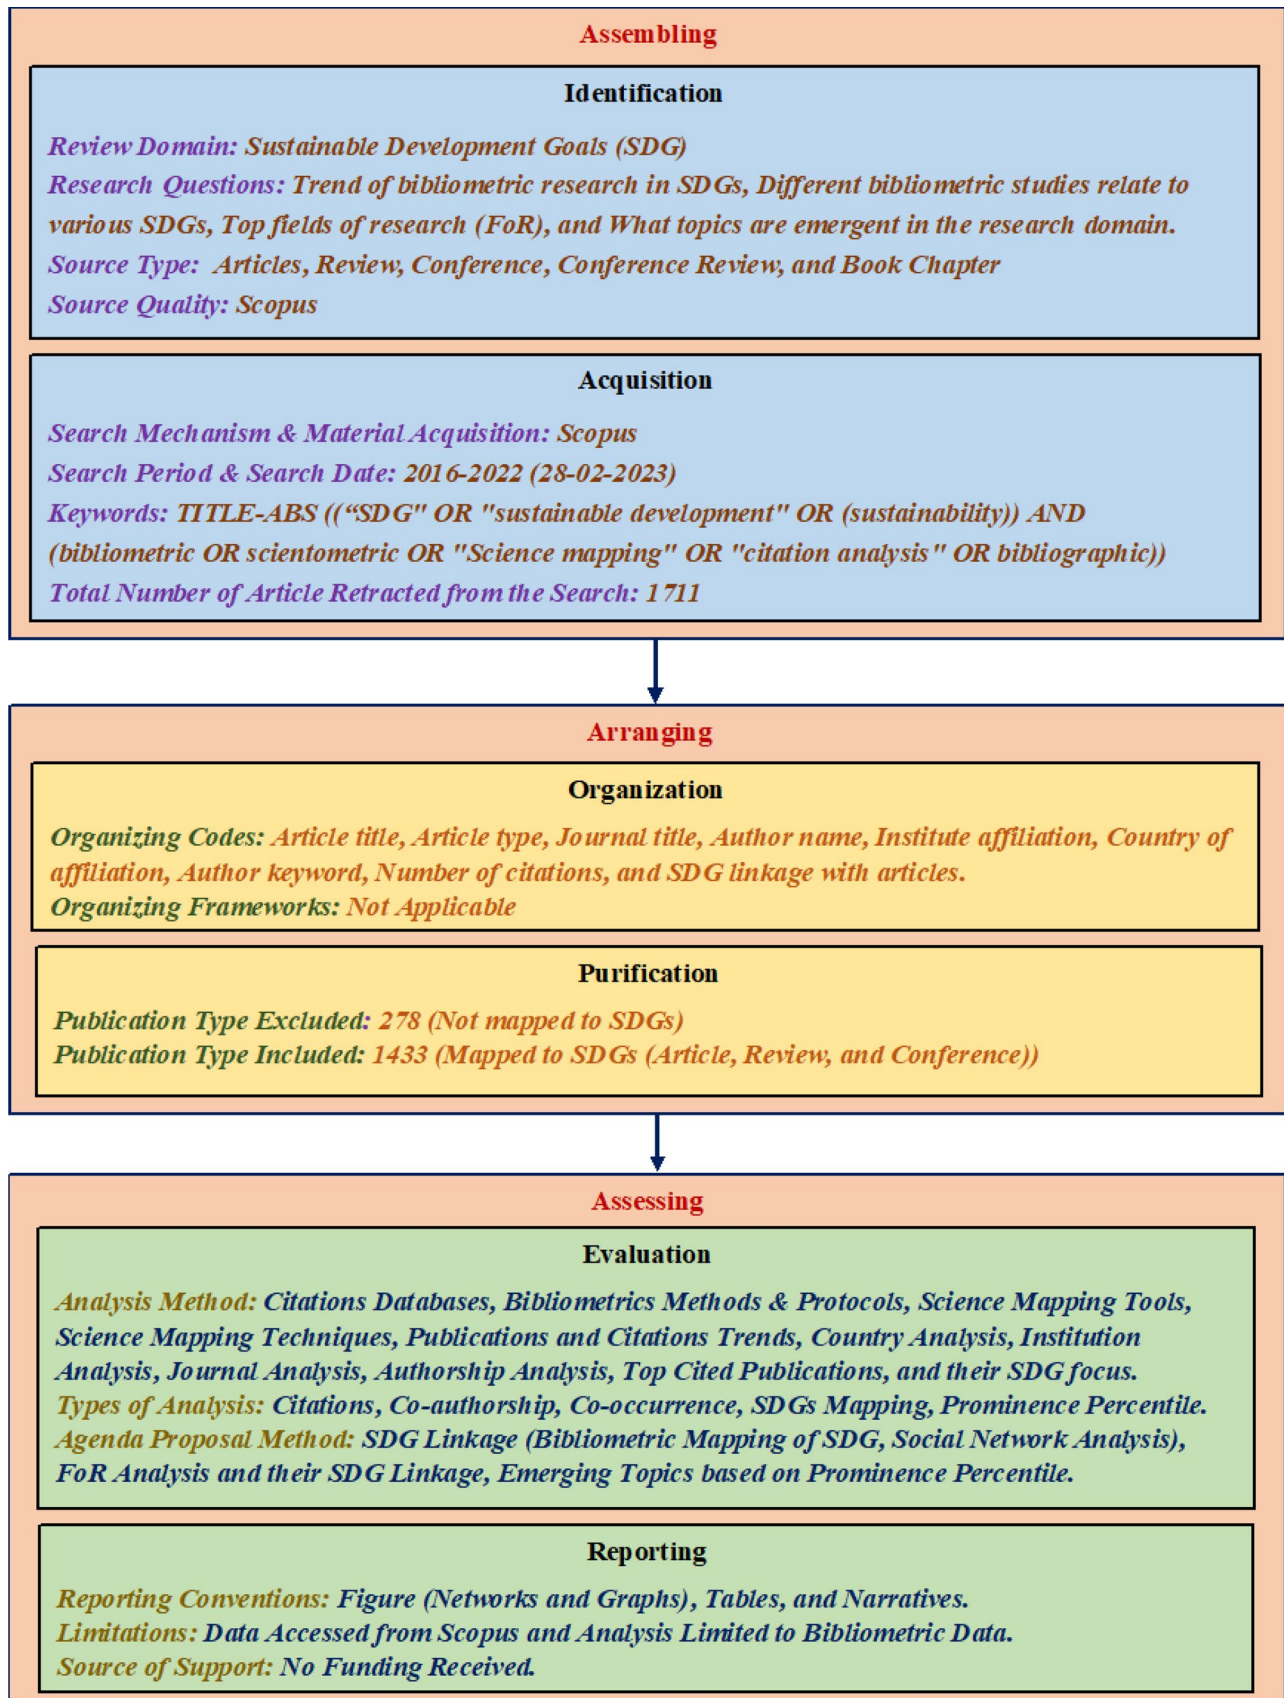 Assembling
Identification
Review Domain: Sustainable Development Goals (SDG)
Research Questions: Trend of bibliometric research in SDGs, Different bibliometric studies relate to
various SDGs, Top fields of research (FoR), and What topics are emergent in the research domain.
Source Type: Articles, Review, Conference, Conference Review, and Book Chapter
Source Quality: Scopus
Acquisition
Search Mechanism & Material Acquisition: Scopus
Search Period & Search Date: 2016-2022 (28-02-2023)
Keywords: TITLE-ABS ((“SDG" OR "sustainable development" OR (sustainability)) AND
(bibliometric OR scientometric OR "Science mapping" OR "citation analysis" OR bibliographic))
Total Number of Article Retracted from the Search: 1711
Arranging
Organization
Organizing Codes: Article title, Article type, Journal title, Author name, Institute affiliation, Country of
affiliation, Author keyword, Number of citations, and SDG linkage with articles.
Organizing Frameworks: Not Applicable
Purification
Publication Type Excluded: 278 (Not mapped to SDGs)
Publication Type Included: 1433 (Mapped to SDGs (Article, Review, and Conference))
Assessing
Evaluation
Analysis Method: Citations Databases, Bibliometrics Methods & Protocols, Science Mapping Tools,
Science Mapping Techniques, Publications and Citations Trends, Country Analysis, Institution
Analysis, Journal Analysis, Authorship Analysis, Top Cited Publications, and their SDG focus.
Types of Analysis: Citations, Co-authorship, Co-occurrence, SDGs Mapping, Prominence Percentile.
Agenda Proposal Method: SDG Linkage (Bibliometric Mapping of SDG, Social Network Analysis),
FoR Analysis and their SDG Linkage, Emerging Topics based on Prominence Percentile.
Reporting
Reporting Conventions: Figure (Networks and Graphs), Tables, and Narratives.
Limitations: Data Accessed from Scopus and Analysis Limited to Bibliometric Data.
Source of Support: No Funding Received.